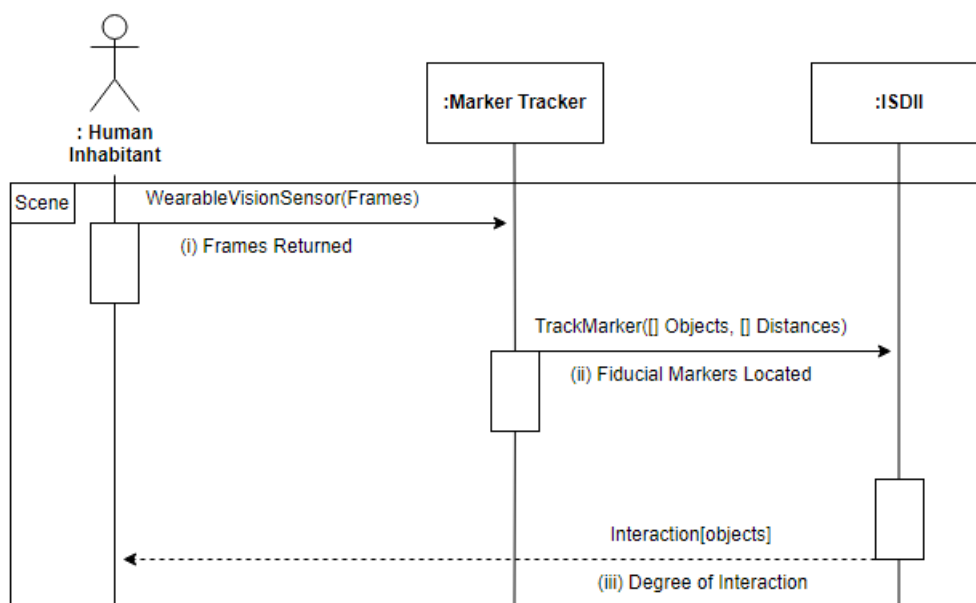 : Human
Inhabitant
:Marker Tracker
:ISDII
Scene
WearableVisionSensor(Frames)
(i) Frames Returned
TrackMarker([] Objects, [] Distances)
(ii) Fiducial Markers Located
Interaction[objects]
(iii) Degree of Interaction